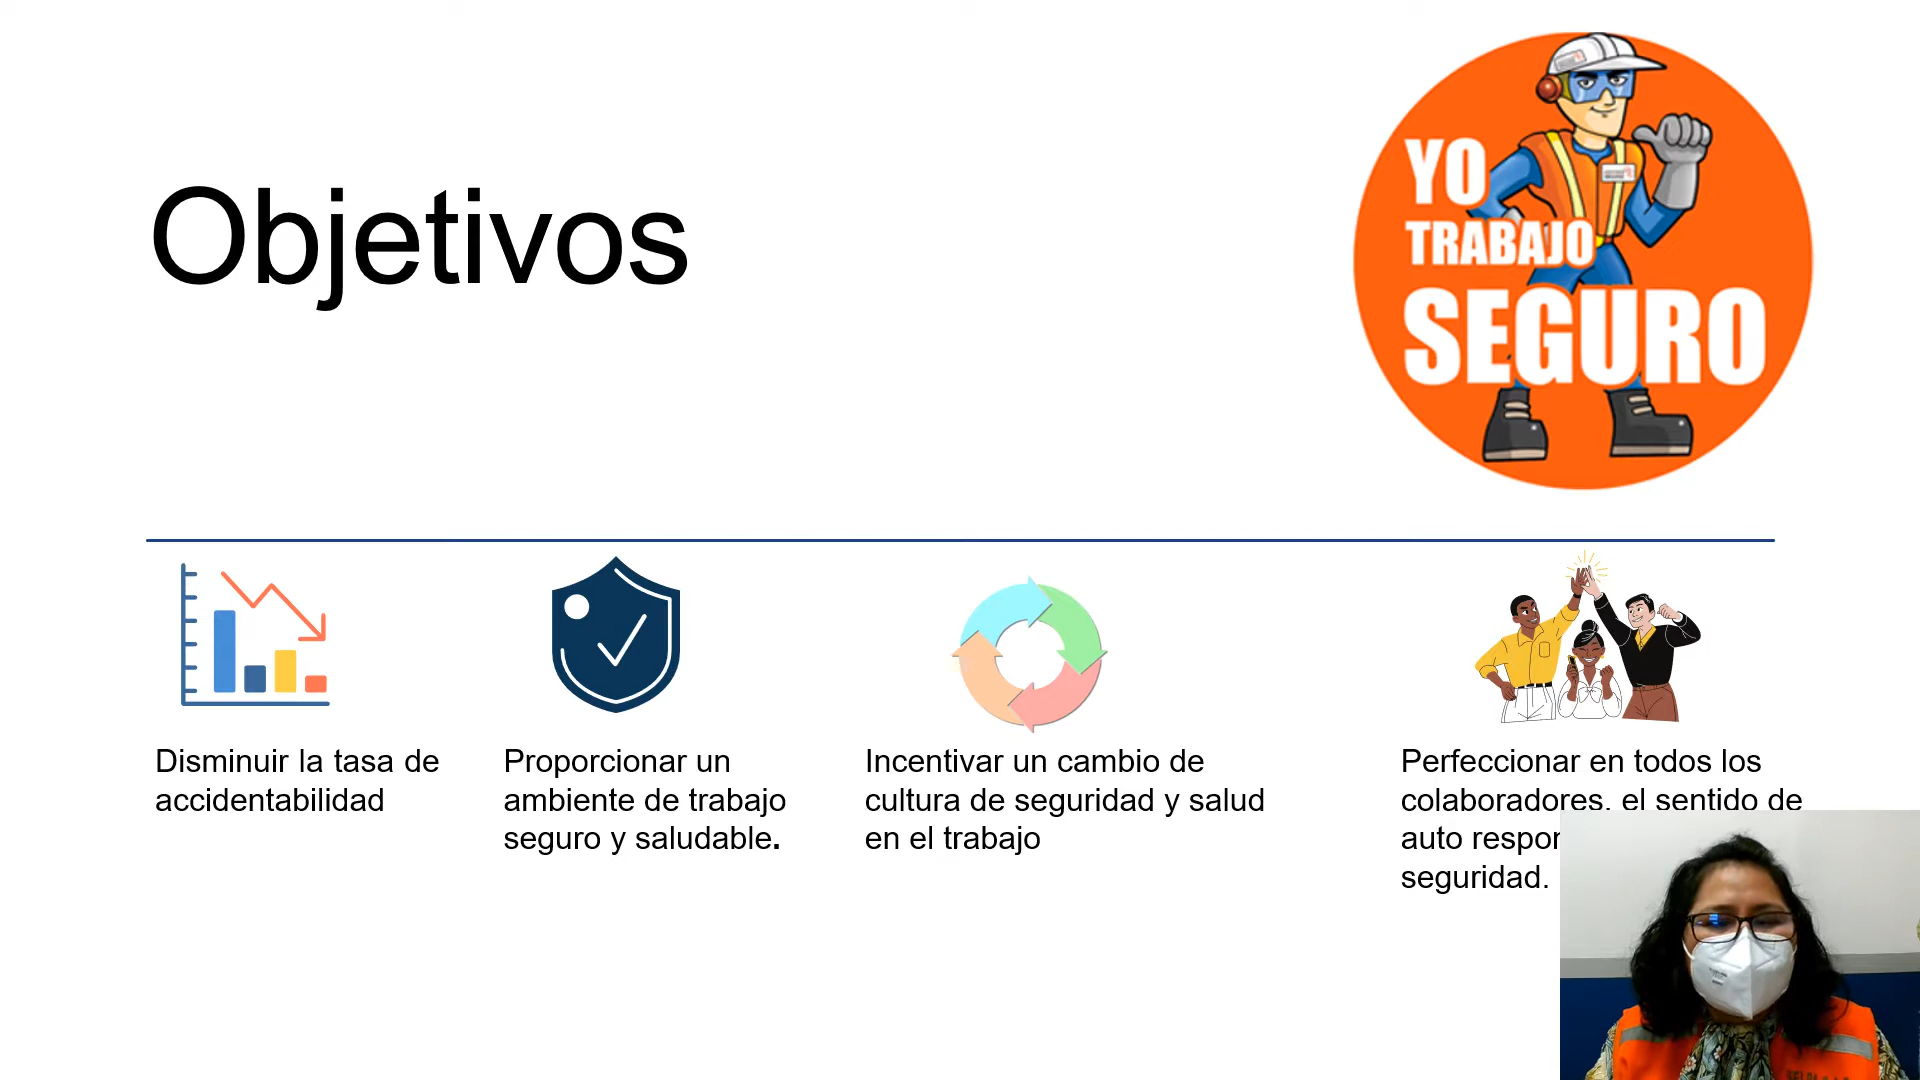 Objetivos
YO
TRABAJO
SEGURO
Disminuir la tasa de
accidentabilidad
Proporcionar un
ambiente de trabajo
seguro y saludable.
Incentivar un cambio de
cultura de seguridad y salud
en el trabajo
Perfeccionar en todos los
colaboradores, el sentido de
auto
seguridad.